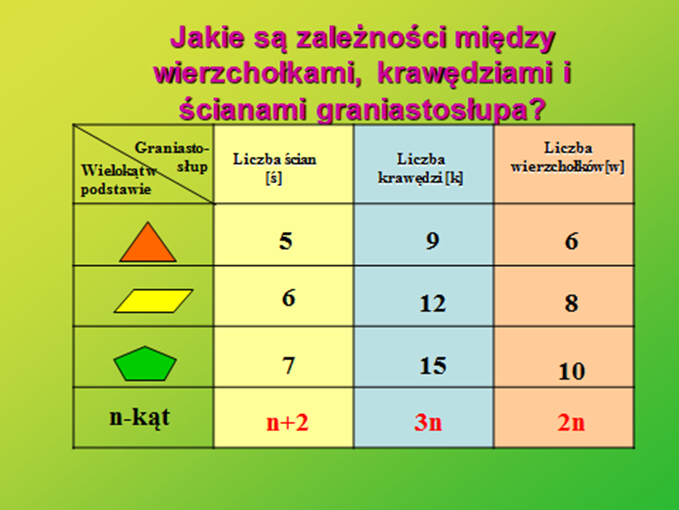 Jakie są zależności między
wierzchołkami, krawędziami i
ścianami graniastosłupa?
Graniasto-
słup
Wielokąt w
podstawie
Liczba ścian
[ś]
Liczba
krawędzi [k]
Liczba
wierzchołków[w]
5 9 6
6 12 8
7 15 10
n-kąt n+2 3n 2n